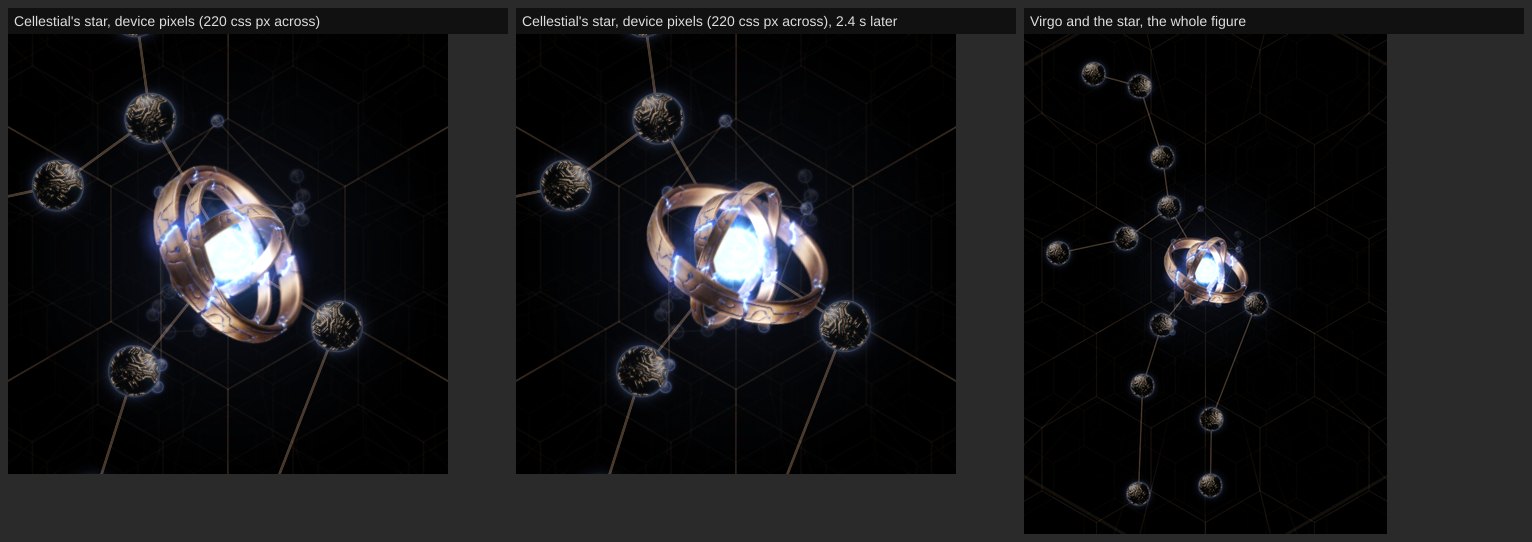 Cellestial's star, device pixels (220 css px across)
Cellestial's star, device pixels (220 css px across), 2.4 s later
Virgo and the star, the whole figure